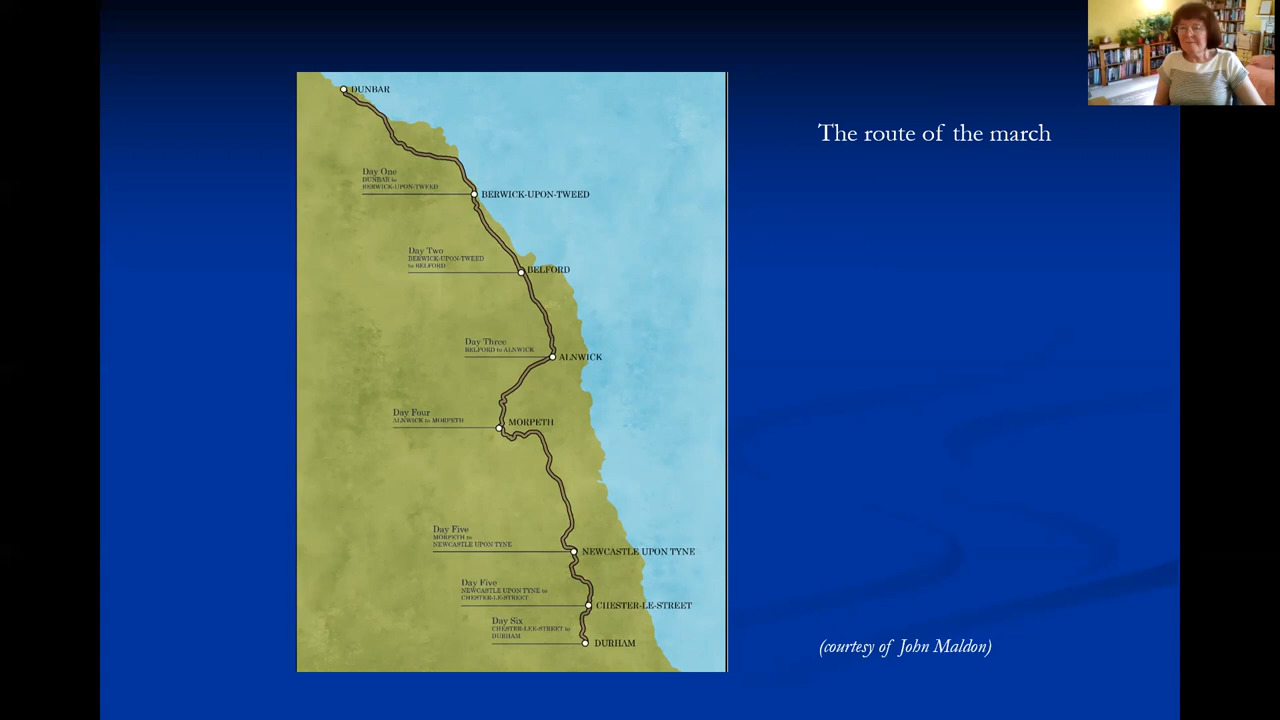 The route of the march
DUNBAR
Day One
DUNBAR to
BERWICK-UPON-TWEED
BERWICK-UPON-TWEED
Day Two
BERWICK-UPON-TWEED
to BELFORD
BELFORD
Day Three
BELFORD to ALNWICK
ALNWICK
Day Four
ALNWICK to MORPETH
MORPETH
Day Five
MORPETH to
NEWCASTLE UPON TYNE
NEWCASTLE UPON TYNE
Day Five
NEWCASTLE UPON TYNE to
CHESTER-LE-STREET
CHESTER-LE-STREET
Day Six
CHESTER-LEE-STREET to
DURHAM
DURHAM
(courtesy of John Maldon)